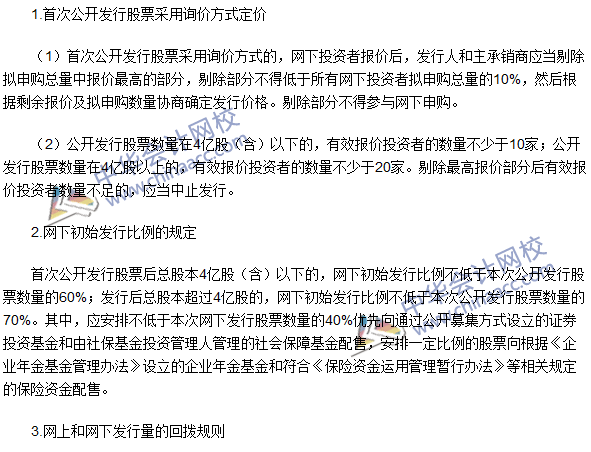 1.首次公开发行股票采用询价方式定价
（1）首次公开发行股票采用询价方式的，网下投资者报价后，发行人和主承销商应当剔除
拟申购总量中报价最高的部分，剔除部分不得低于所有网下投资者拟申购总量的10%，然后根
据剩余报价及拟申购数量协商确定发行价格。剔除部分不得参与网下申购。
（2）公开发行股票数量在4亿股（含）以下的，有效报价投资者的数量不少于10家；公开
发行股票数量在4亿股以上的，有效报价投资者的数量不少于20家。剔除最高报价部分后有效报
价投资者数量不足的，应当中止发行。
2.网下初始发行比例的规定
首次公开发行股票后总股本4亿股（含）以下的，网下初始发行比例不低于本次公开发行股
票数量的60%；发行后总股本超过4亿股的，网下初始发行比例不低于本次公开发行股票数量的
70%。其中，应安排不低于本次网下发行股票数量的40%优先向通过公开募集方式设立的证券
投资基金和由社保基金投资管理人管理的社会保障基金配售，安排一定比例的股票向根据《企
业年金基金管理办法》设立的企业年金基金和符合《保险资金运用管理暂行办法》等相关规定
的保险资金配售。
3.网上和网下发行量的回拨规则
中华会计网校
www.chinaacc.com
中华会计网校
www.chinaacc.com